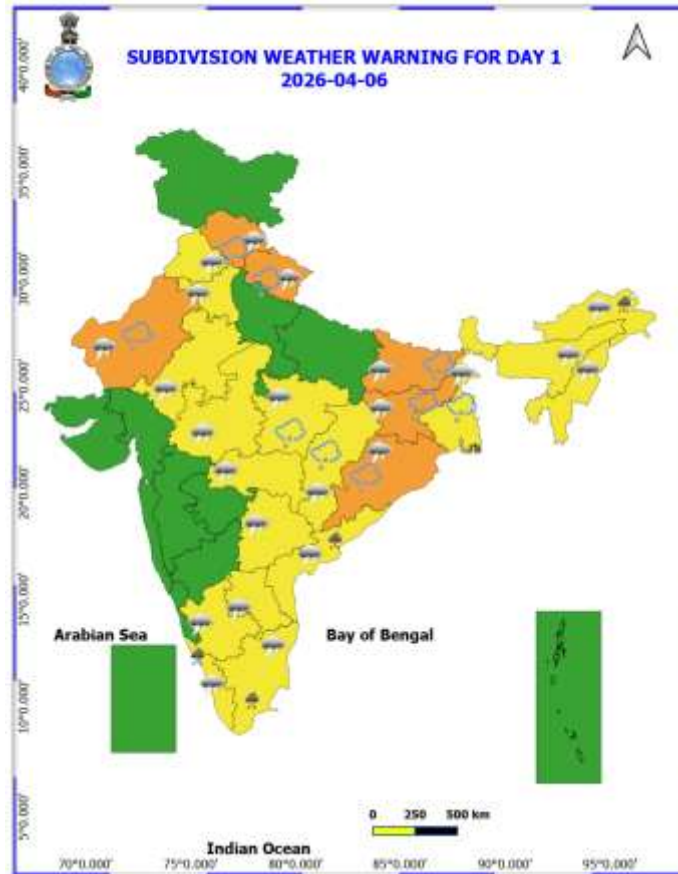 SUBDIVISION WEATHER WARNING FOR DAY 1
2026-04-06
40°0.000'
35°0.000'
30°0.000'
25°0.000'
20°0.000'
15°0.000'
10°0.000'
5°0.000'
Arabian Sea
Bay of Bengal
0 250 500 km
Indian Ocean
70°0.000' 75°0.000' 80°0.000' 85°0.000' 90°0.000' 95°0.000'